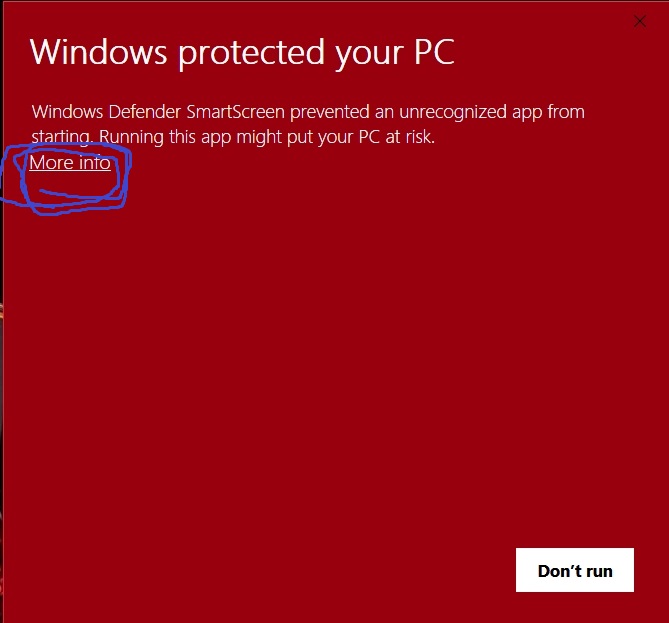 Windows protected your PC
Windows Defender SmartScreen prevented an unrecognized app from
starting. Running this app might put your PC at risk.
More info
Don’t run